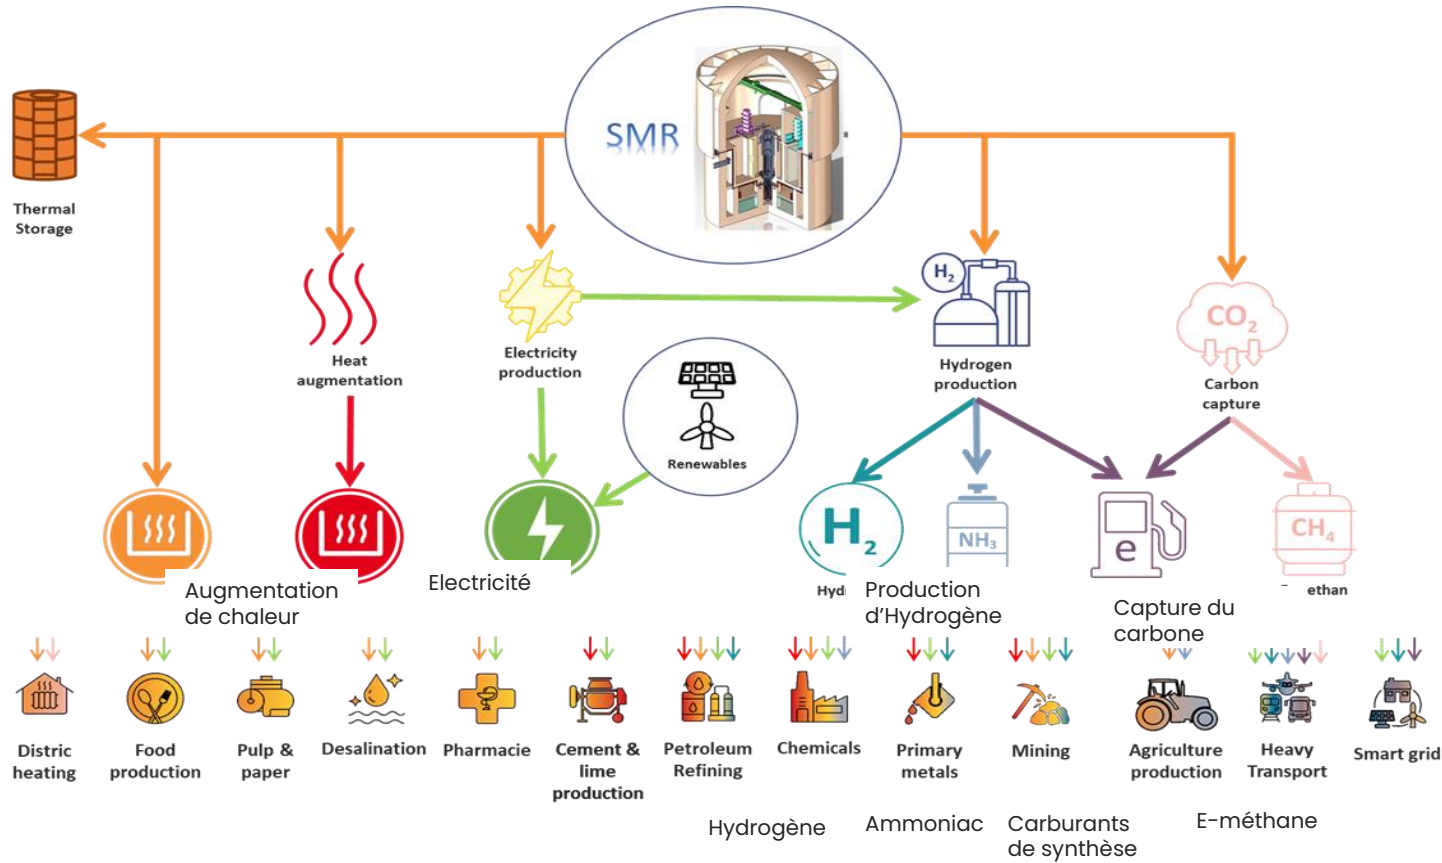 SMR
Thermal
Storage
H2
CO2
Heat
augmentation
Electricity
production
Hydrogen
production
Carbon
capture
Renewables
H2
NH3
e
CH4
Augmentation
de chaleur
Electricité
Hyd
Production
d'Hydrogène
Capture du
carbone
ethan
Distric
heating
Food
production
Pulp &
paper
Desalination
Pharmacie
Cement &
lime
production
Petroleum
Refining
Chemicals
Primary
metals
Mining
Agriculture
production
Heavy
Transport
Smart grid
Hydrogène
Ammoniac
Carburants
de synthèse
E-méthane